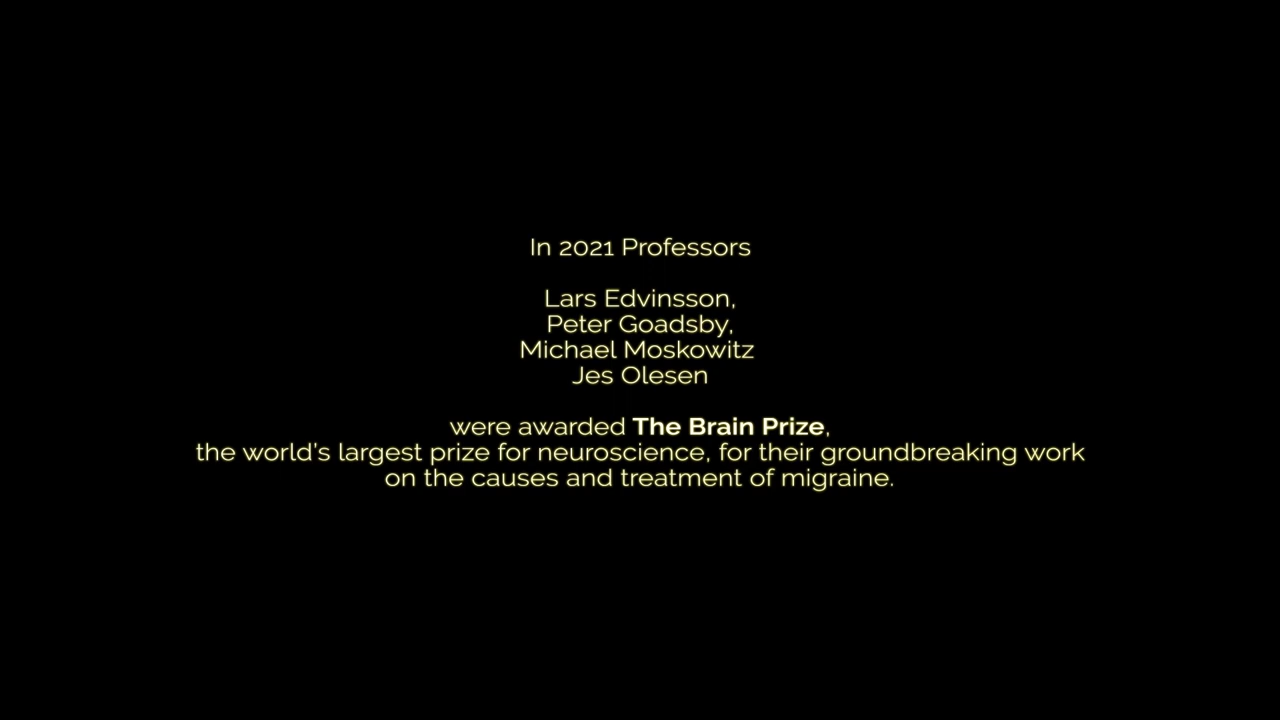 In 2021 Professors
Lars Edvinsson,
Peter Goadsby,
Michael Moskowitz
Jes Olesen
were awarded The Brain Prize,
the world's largest prize for neuroscience, for their groundbreaking work
on the causes and treatment of migraine.